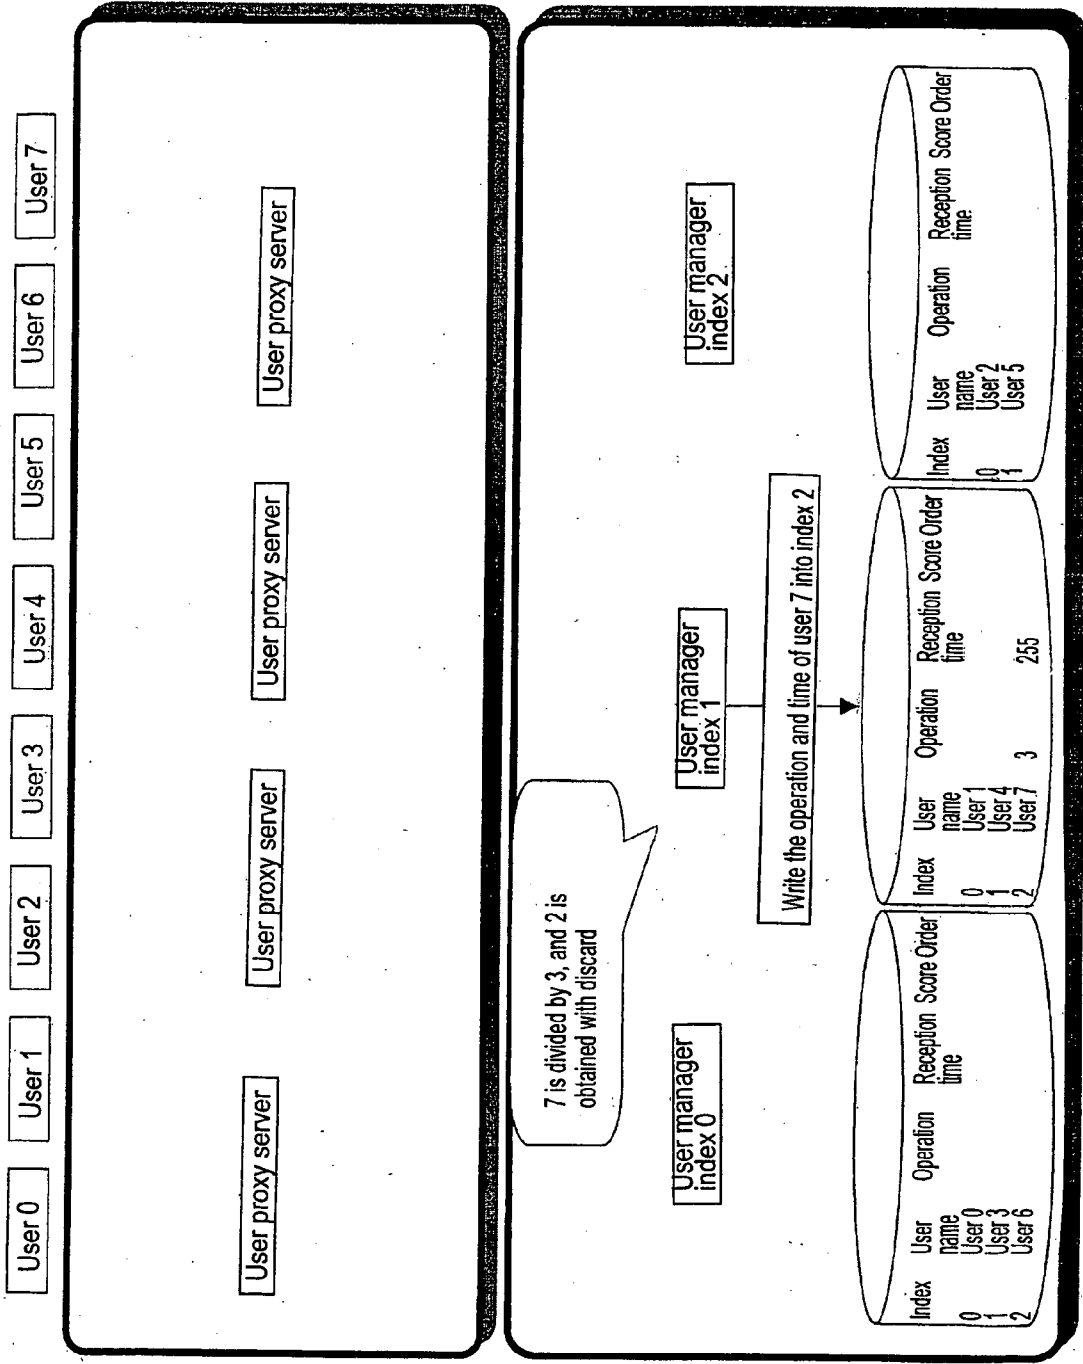 User 0
User 1
User 2
User 3
User 4
User 5
User 6
User 7
User proxy server
User proxy server
User proxy server
User proxy server
7 is divided by 3, and 2 is
obtained with discard
User manager
index 0
User manager
index 1
User manager
index 2
Write the operation and time of user 7 into index 2
Index User Operation Reception Score Order
name time
0 User 0
1 User 3
2 User 6
Index User Operation Reception Score Order
name time
0 User 1
1 User 4
2 User 7 3 255
Index User Operation Reception Score Order
name time
0 User 2
1 User 5